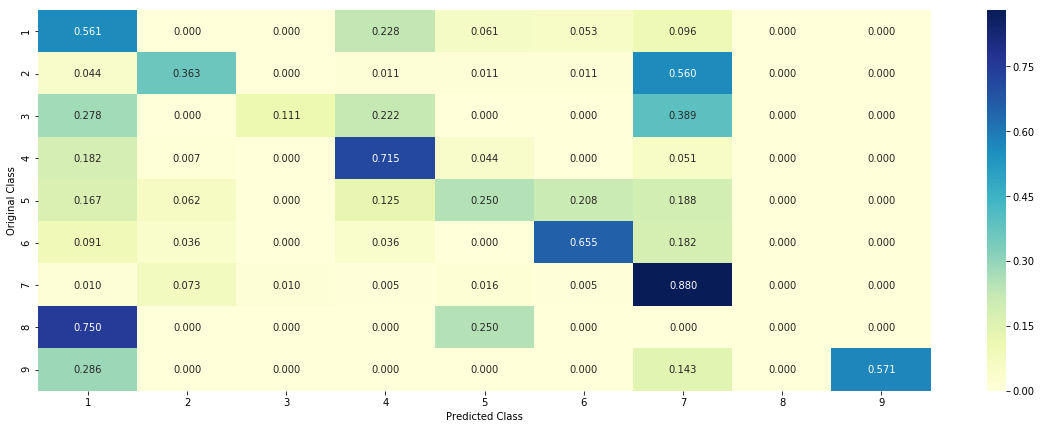 1 0.561 0.000 0.000 0.228 0.061 0.053 0.096 0.000 0.000
2 0.044 0.363 0.000 0.011 0.011 0.011 0.560 0.000 0.000
3 0.278 0.000 0.111 0.222 0.000 0.000 0.389 0.000 0.000
4 0.182 0.007 0.000 0.715 0.044 0.000 0.051 0.000 0.000
5 0.167 0.062 0.000 0.125 0.250 0.208 0.188 0.000 0.000
6 0.091 0.036 0.000 0.036 0.000 0.655 0.182 0.000 0.000
7 0.010 0.073 0.010 0.005 0.016 0.005 0.880 0.000 0.000
8 0.750 0.000 0.000 0.000 0.250 0.000 0.000 0.000 0.000
9 0.286 0.000 0.000 0.000 0.000 0.000 0.143 0.000 0.571
Original Class
1 2 3 4 5 6 7 8 9
Predicted Class
0.75
0.60
0.45
0.30
0.15
0.00